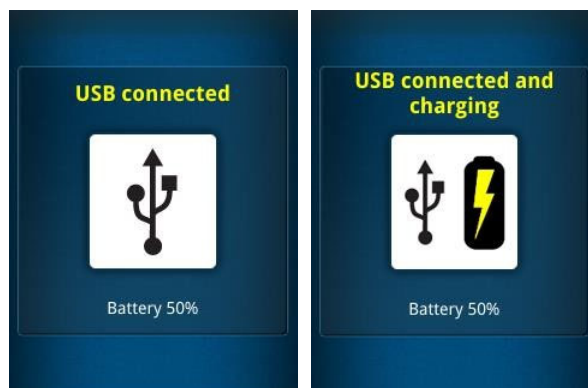 USB connected
Battery 50%
USB connected and
charging
Battery 50%